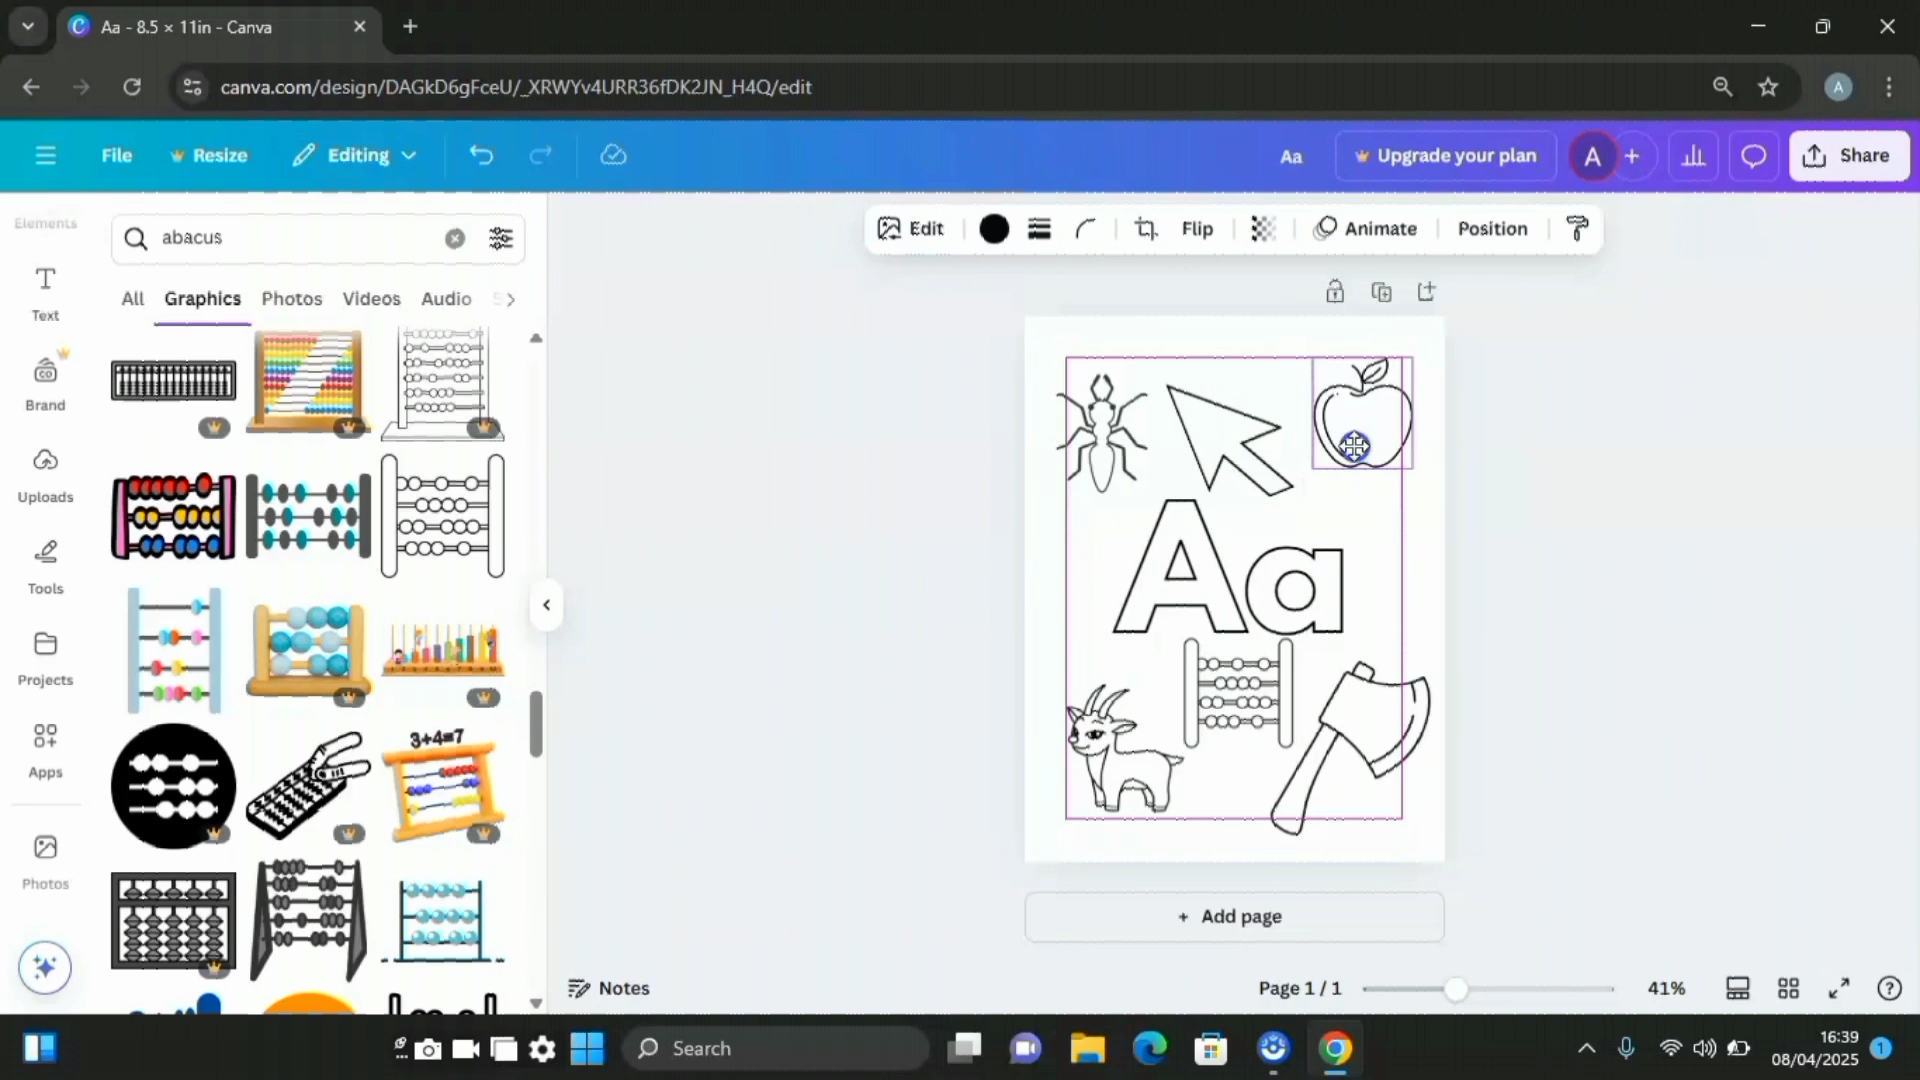 Aa - 8.5 × 11in - Canva
canva.com/design/DAGkD6gFceU/_XRWYv4URR36fDK2JN_H4Q/edit
A
File
Resize
Editing
Aa
Upgrade your plan
A
+
Share
Elements
Text
Brand
Uploads
Tools
Projects
Apps
Photos
abacus
All
Graphics
Photos
Videos
Audio
3+4=7
Edit
Flip
Animate
Position
Aa
+ Add page
Notes
Page 1 / 1
41%
Search
16:39
08/04/2025
1